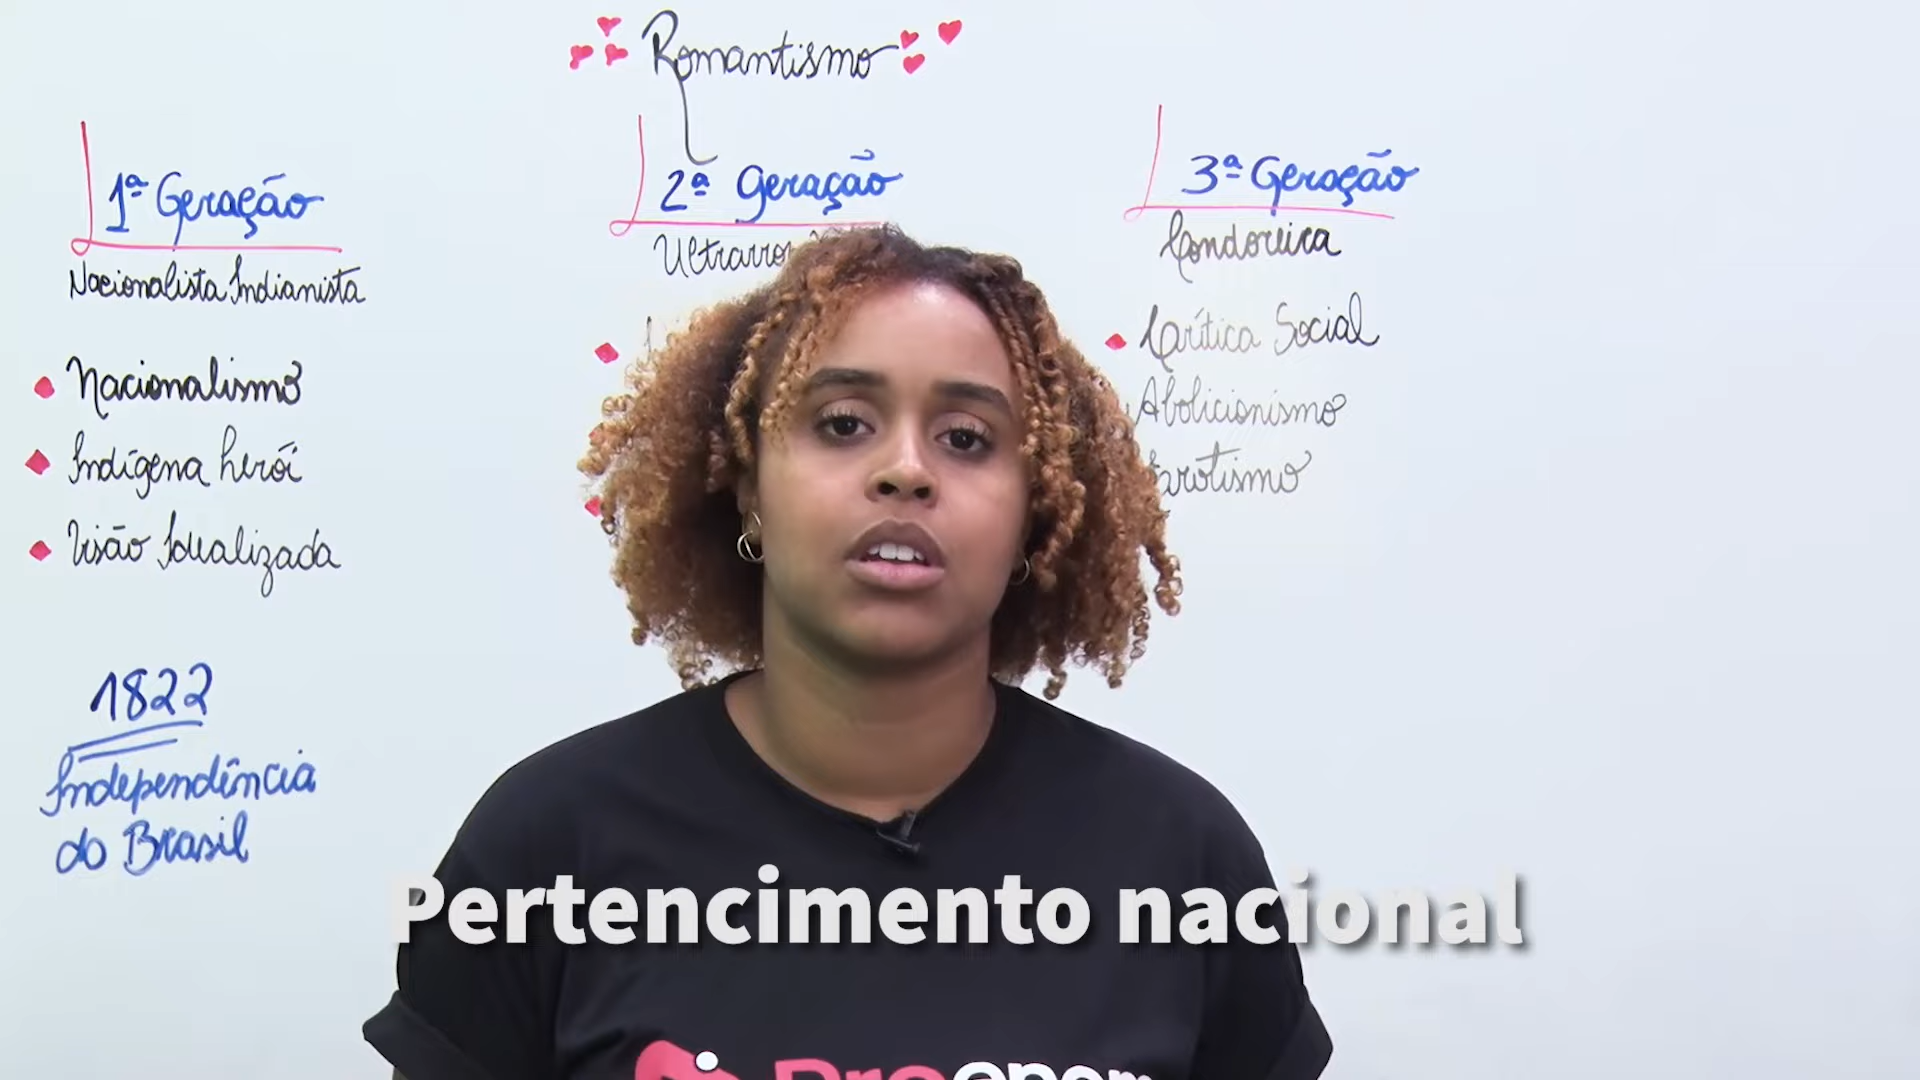 Romantismo
1ª Geração
Nacionalista Indianista
Nacionalismo
Indígena herói
Visão Idealizada
1822
Independência
do Brasil
2ª Geração
3ª Geração
Condoreira
Crítica Social
Abolicionismo
Pertencimento nacional
Proenem